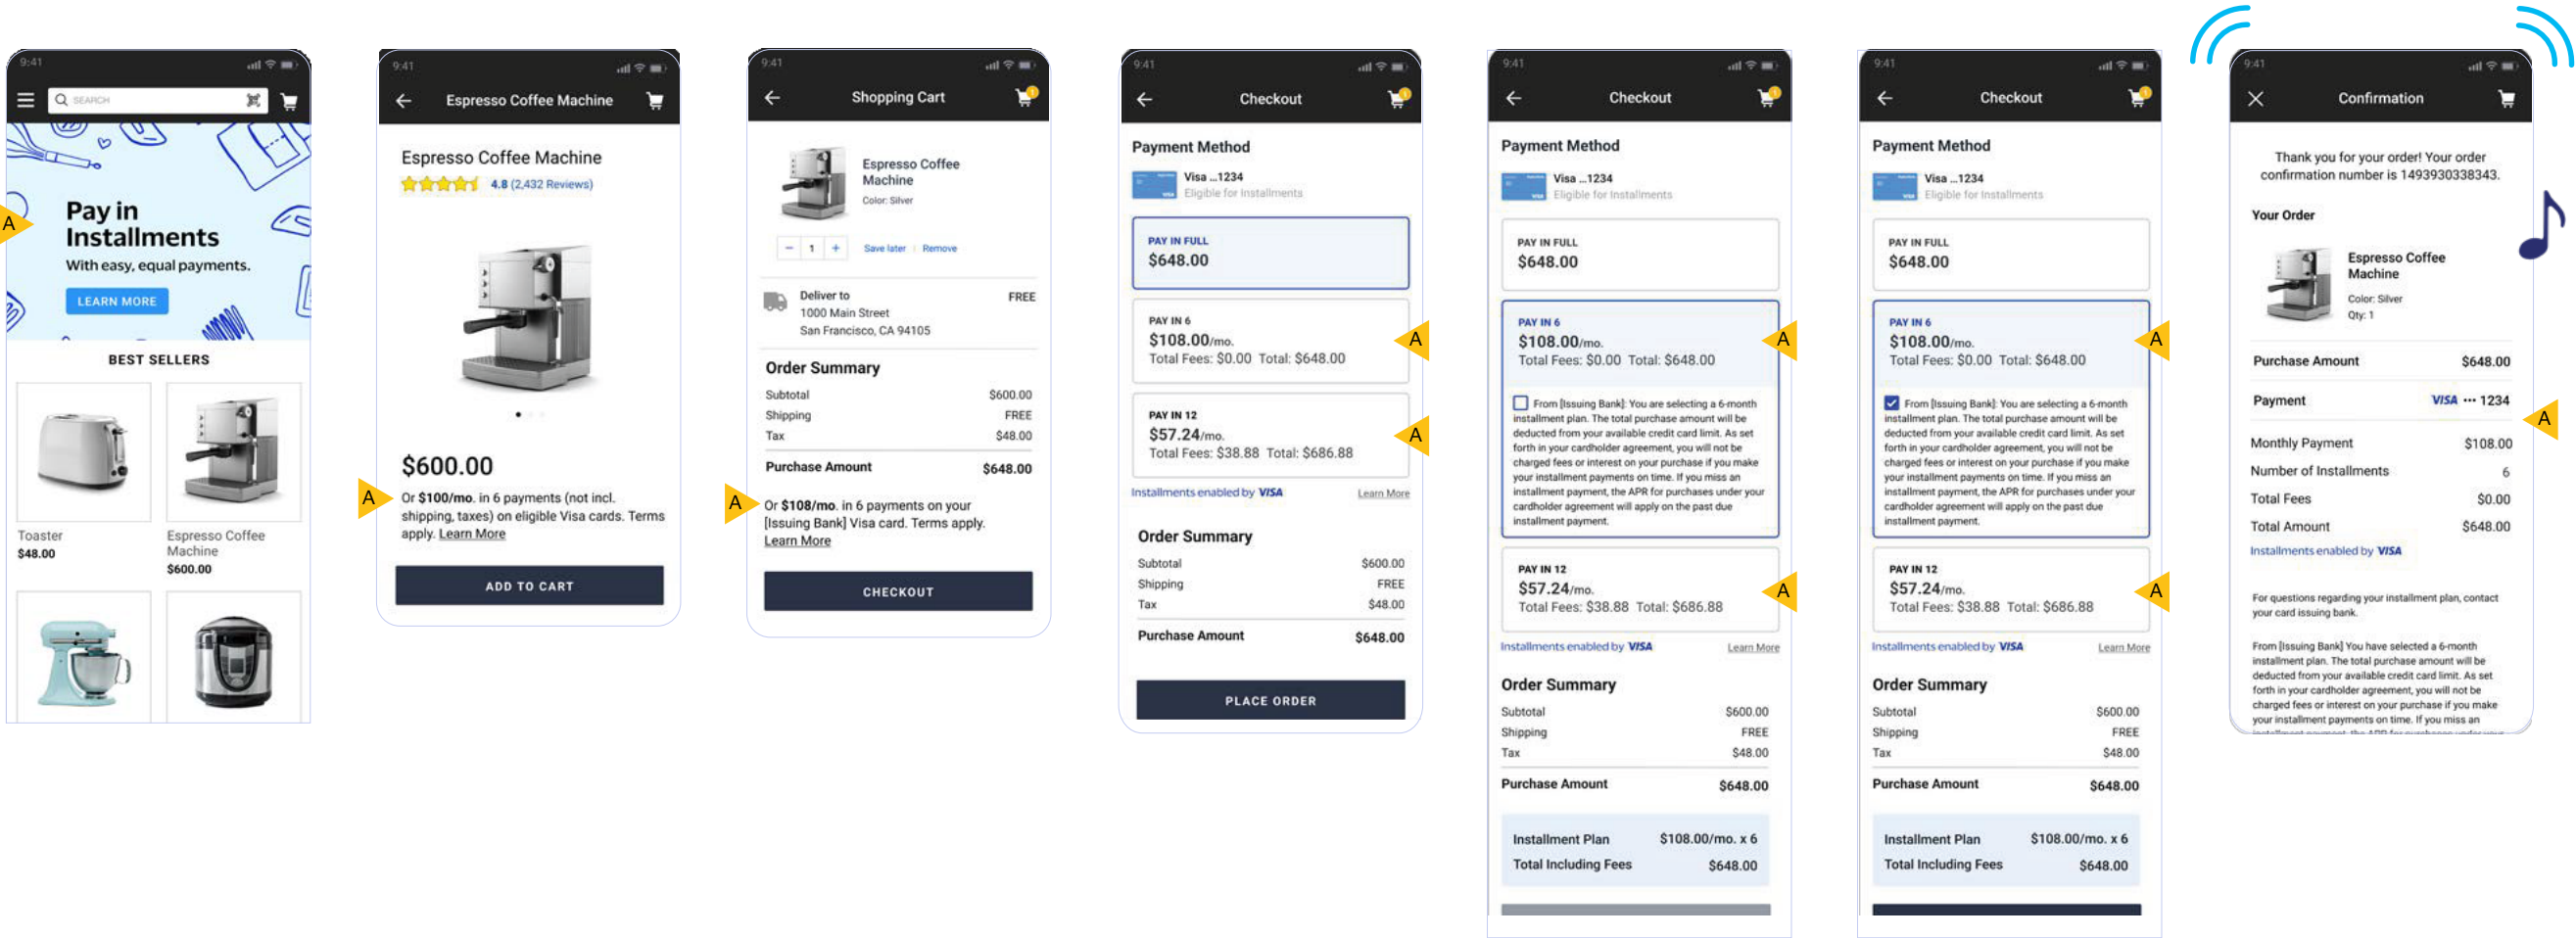 9:41
SEARCH
A
Pay in
Installments
With easy, equal payments.
LEARN MORE
BEST SELLERS
Toaster
$48.00
Espresso Coffee
Machine
$600.00
9:41
Espresso Coffee Machine
Espresso Coffee Machine
4.8 (2,432 Reviews)
$600.00
A
Or $100/mo. in 6 payments (not incl.
shipping, taxes) on eligible Visa cards. Terms
apply. Learn More
ADD TO CART
9:41
Shopping Cart
1
Espresso Coffee
Machine
Color: Silver
− 1 + Save later | Remove
Deliver to FREE
1000 Main Street
San Francisco, CA 94105
Order Summary
Subtotal $600.00
Shipping FREE
Tax $48.00
Purchase Amount $648.00
A
Or $108/mo. in 6 payments on your
[Issuing Bank] Visa card. Terms apply.
Learn More
CHECKOUT
9:41
Checkout
1
Payment Method
VISA
Visa ...1234
Eligible for Installments
PAY IN FULL
$648.00
PAY IN 6
$108.00/mo.
Total Fees: $0.00 Total: $648.00
A
PAY IN 12
$57.24/mo.
Total Fees: $38.88 Total: $686.88
A
Installments enabled by VISA Learn More
Order Summary
Subtotal $600.00
Shipping FREE
Tax $48.00
Purchase Amount $648.00
PLACE ORDER
9:41
Checkout
1
Payment Method
VISA
Visa ...1234
Eligible for Installments
PAY IN FULL
$648.00
PAY IN 6
$108.00/mo.
Total Fees: $0.00 Total: $648.00
A
From [Issuing Bank]: You are selecting a 6-month
installment plan. The total purchase amount will be
deducted from your available credit card limit. As set
forth in your cardholder agreement, you will not be
charged fees or interest on your purchase if you make
your installment payments on time. If you miss an
installment payment, the APR for purchases under your
cardholder agreement will apply on the past due
installment payment.
PAY IN 12
$57.24/mo.
Total Fees: $38.88 Total: $686.88
A
Installments enabled by VISA Learn More
Order Summary
Subtotal $600.00
Shipping FREE
Tax $48.00
Purchase Amount $648.00
Installment Plan $108.00/mo. x 6
Total Including Fees $648.00
9:41
Checkout
1
Payment Method
VISA
Visa ...1234
Eligible for Installments
PAY IN FULL
$648.00
PAY IN 6
$108.00/mo.
Total Fees: $0.00 Total: $648.00
A
From [Issuing Bank]: You are selecting a 6-month
installment plan. The total purchase amount will be
deducted from your available credit card limit. As set
forth in your cardholder agreement, you will not be
charged fees or interest on your purchase if you make
your installment payments on time. If you miss an
installment payment, the APR for purchases under your
cardholder agreement will apply on the past due
installment payment.
PAY IN 12
$57.24/mo.
Total Fees: $38.88 Total: $686.88
A
Installments enabled by VISA Learn More
Order Summary
Subtotal $600.00
Shipping FREE
Tax $48.00
Purchase Amount $648.00
Installment Plan $108.00/mo. x 6
Total Including Fees $648.00
9:41
Confirmation
Thank you for your order! Your order
confirmation number is 1493930338343.
Your Order
Espresso Coffee
Machine
Color: Silver
Qty: 1
Purchase Amount $648.00
Payment VISA ••• 1234
A
Monthly Payment $108.00
Number of Installments 6
Total Fees $0.00
Total Amount $648.00
Installments enabled by VISA
For questions regarding your installment plan, contact
your card issuing bank.
From [Issuing Bank] You have selected a 6-month
installment plan. The total purchase amount will be
deducted from your available credit card limit. As set
forth in your cardholder agreement, you will not be
charged fees or interest on your purchase if you make
your installment payments on time. If you miss an